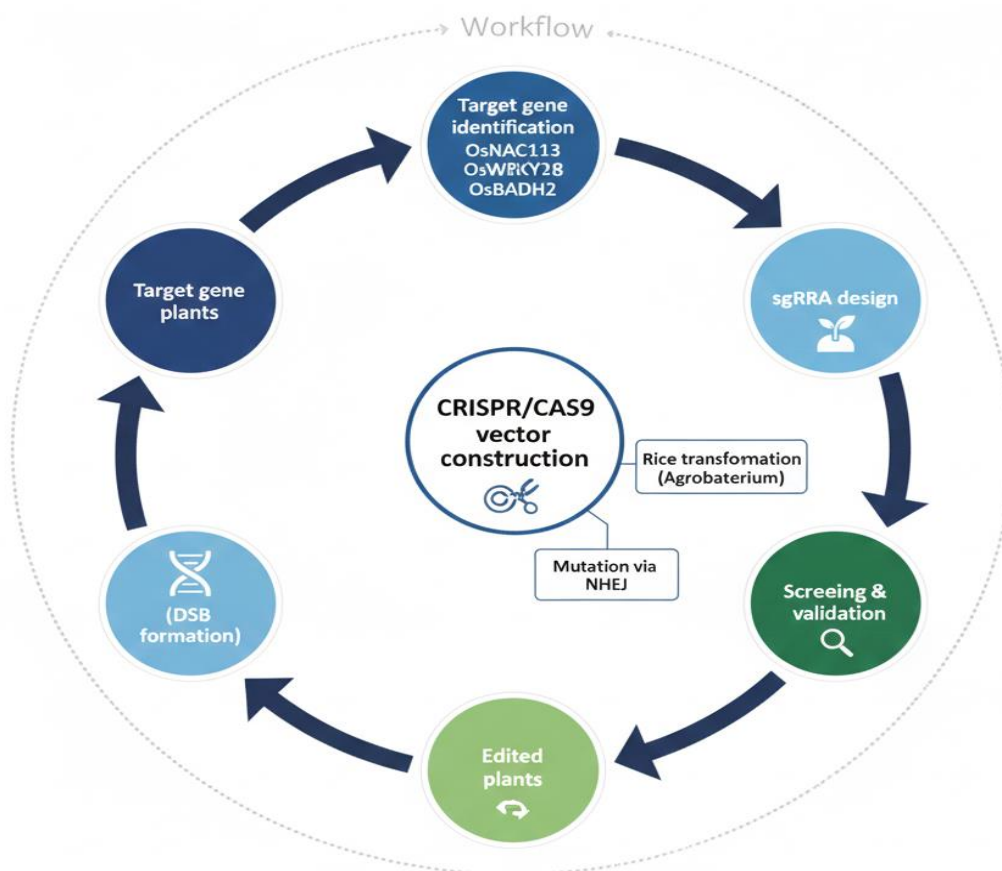 Workflow
Target gene
identification
OsNAC113
OsWRKY28
OsBADH2
sgRRA design
Screeing &
validation
Edited
plants
(DSB
formation)
Target gene
plants
CRISPR/CAS9
vector
construction
Rice transfomation
(Agrobaterium)
Mutation via
NHEJ